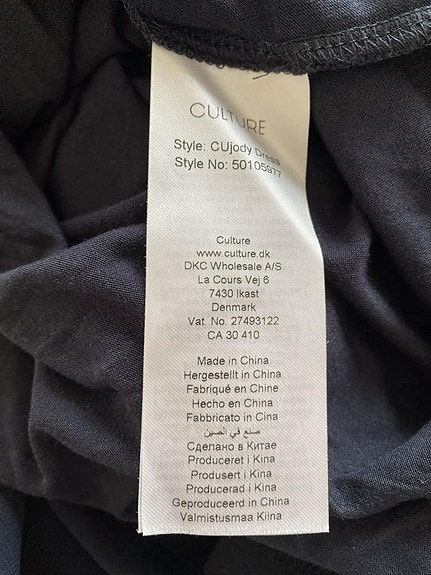 CULTURE
Style: CUjody Dress
Style No: 50105977
Culture
www.culture.dk
DKC Wholesale A/S
La Cours Vej 6
7430 Ikast
Denmark
Vat. No. 27493122
CA 30 410
Made in China
Hergestellt in China
Fabriqué en Chine
Hecho en China
Fabbricato in Cina
صنع في الصين
Сделано в Китае
Produceret i Kina
Produsert i Kina
Producerad i Kina
Geproduceerd in China
Valmistusmaa Kiina